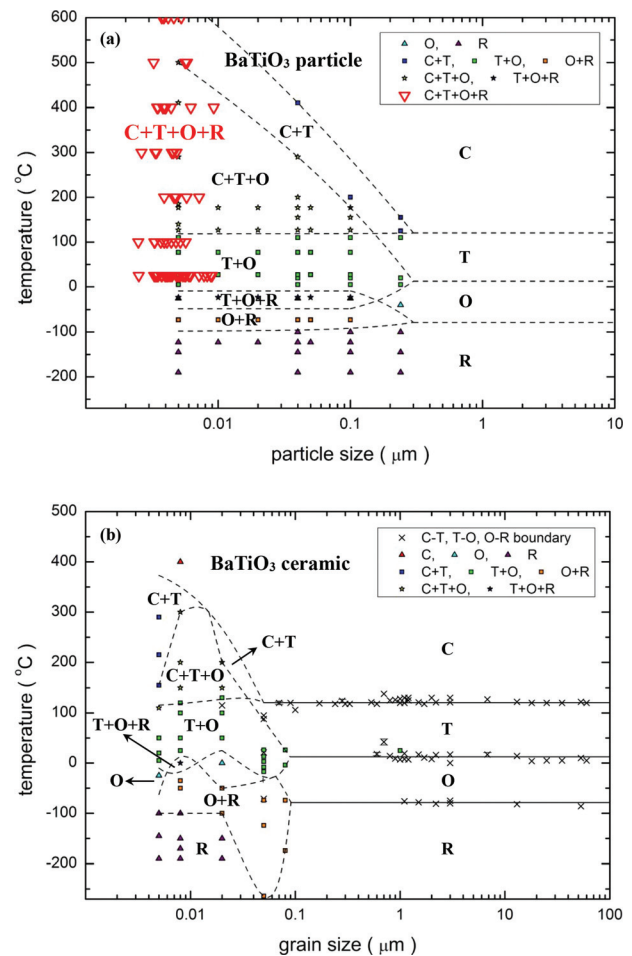 (a)
BaTiO₃ particle
O, R
C+T, T+O, O+R
C+T+O, T+O+R
C+T+O+R
C+T+O+R
C+T
C+T+O
C
T+O
T
T+O+R
O
O+R
R
temperature ( °C)
600
500
400
300
200
100
0
-100
-200
0.01
0.1
1
10
particle size ( μm )
(b)
BaTiO₃ ceramic
C-T, T-O, O-R boundary
C, O, R
C+T, T+O, O+R
C+T+O, T+O+R
C+T
C+T
C
C+T+O
T+O
T+O+R
T
O
O
O+R
R
R
temperature ( °C)
500
400
300
200
100
0
-100
-200
0.01
0.1
1
10
100
grain size ( μm )